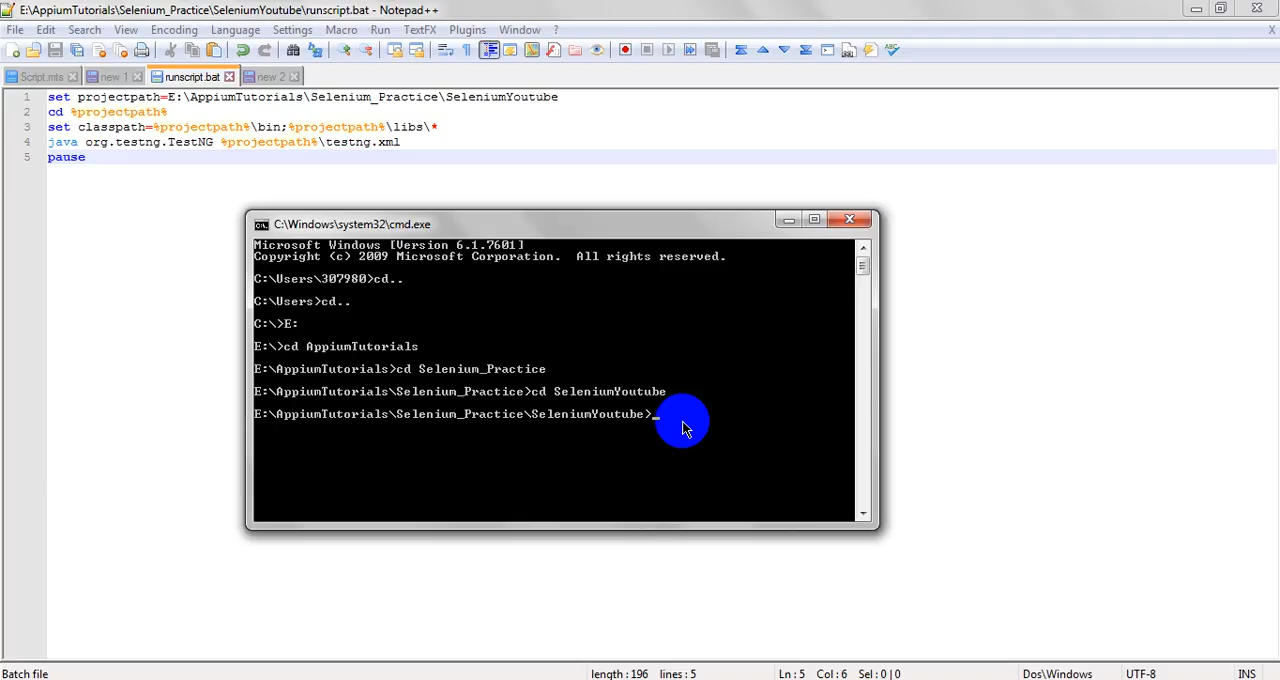 E:\AppiumTutorials\Selenium_Practice\SeleniumYoutube\runscript.bat - Notepad++
File Edit Search View Encoding Language Settings Macro Run TextFX Plugins Window ? X
Script.mts new 1 runscript.bat new 2
1 set projectpath=E:\AppiumTutorials\Selenium_Practice\SeleniumYoutube
2 cd %projectpath%
3 set classpath=%projectpath%\bin;%projectpath%\libs\*
4 java org.testng.TestNG %projectpath%\testng.xml
5 pause
C:\Windows\system32\cmd.exe
Microsoft Windows [Version 6.1.7601]
Copyright (c) 2009 Microsoft Corporation.  All rights reserved.
C:\Users\307980>cd..
C:\Users>cd..
C:\>E:
E:\>cd AppiumTutorials
E:\AppiumTutorials>cd Selenium_Practice
E:\AppiumTutorials\Selenium_Practice>cd SeleniumYoutube
E:\AppiumTutorials\Selenium_Practice\SeleniumYoutube>_
Batch file length : 196 lines : 5 Ln : 5 Col : 6 Sel : 0 | 0 Dos\Windows UTF-8 INS